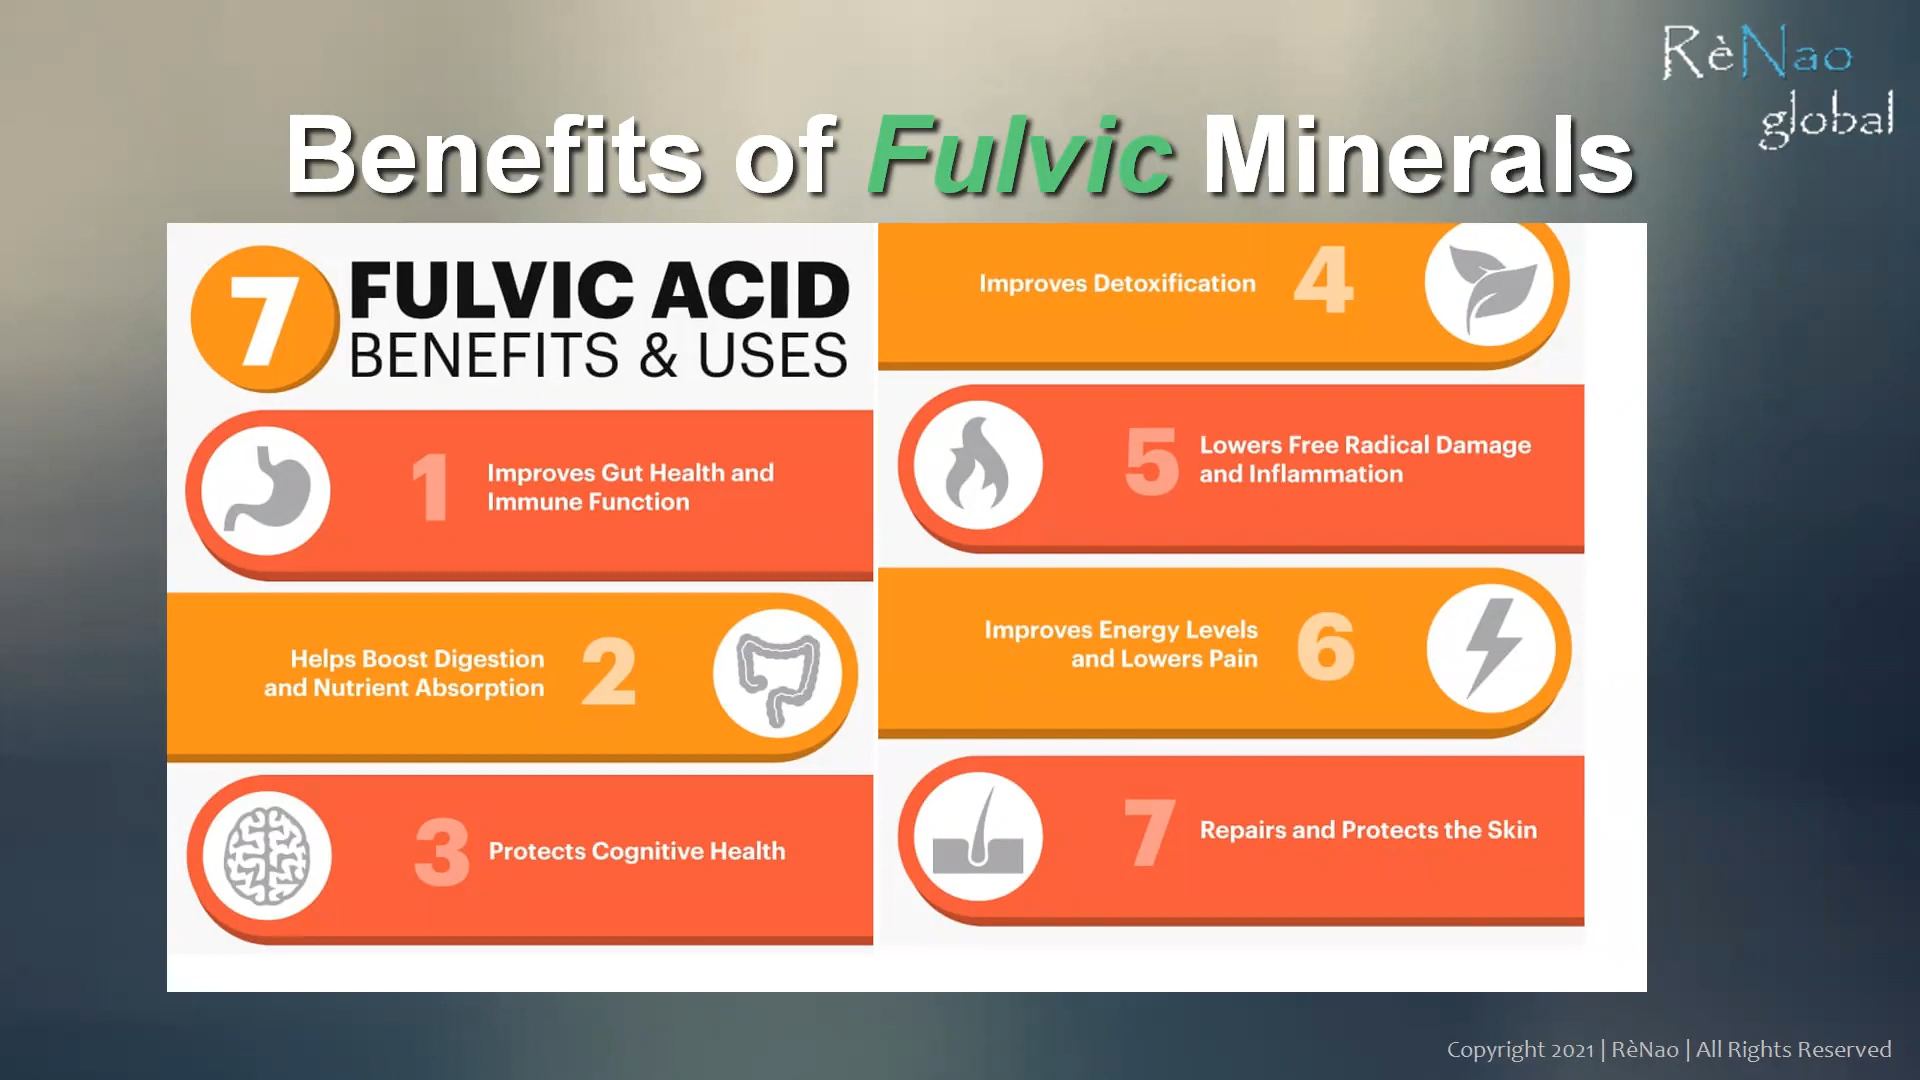 RèNao
global
Benefits of Fulvic Minerals
7
FULVIC ACID
BENEFITS & USES
1
Improves Gut Health and
Immune Function
Helps Boost Digestion
and Nutrient Absorption
2
3
Protects Cognitive Health
Improves Detoxification
4
5
Lowers Free Radical Damage
and Inflammation
Improves Energy Levels
and Lowers Pain
6
7
Repairs and Protects the Skin
Copyright 2021 | RèNao | All Rights Reserved